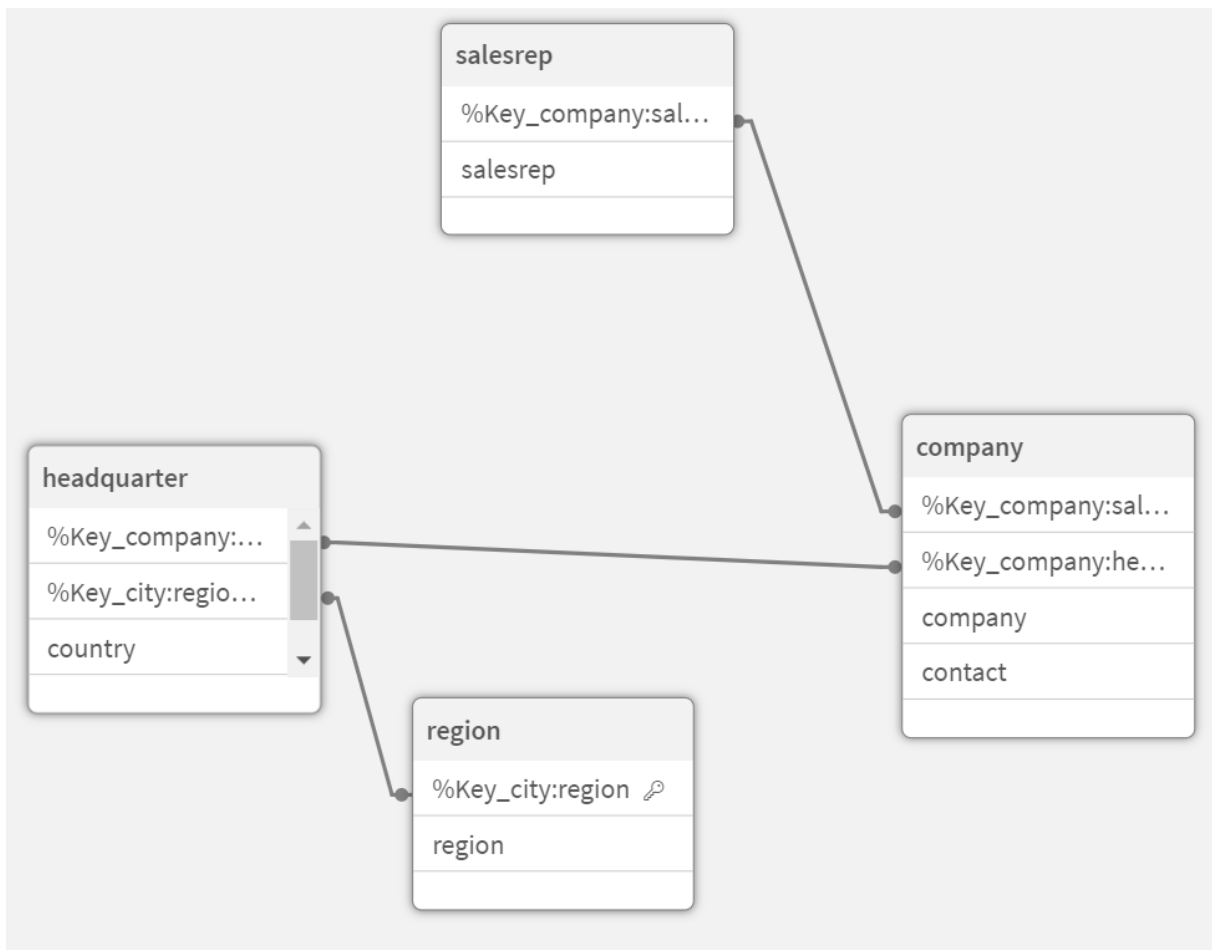 salesrep
%Key_company:sal...
salesrep
headquarter
%Key_company:...
%Key_city:regio...
country
company
%Key_company:sal...
%Key_company:he...
company
contact
region
%Key_city:region
region